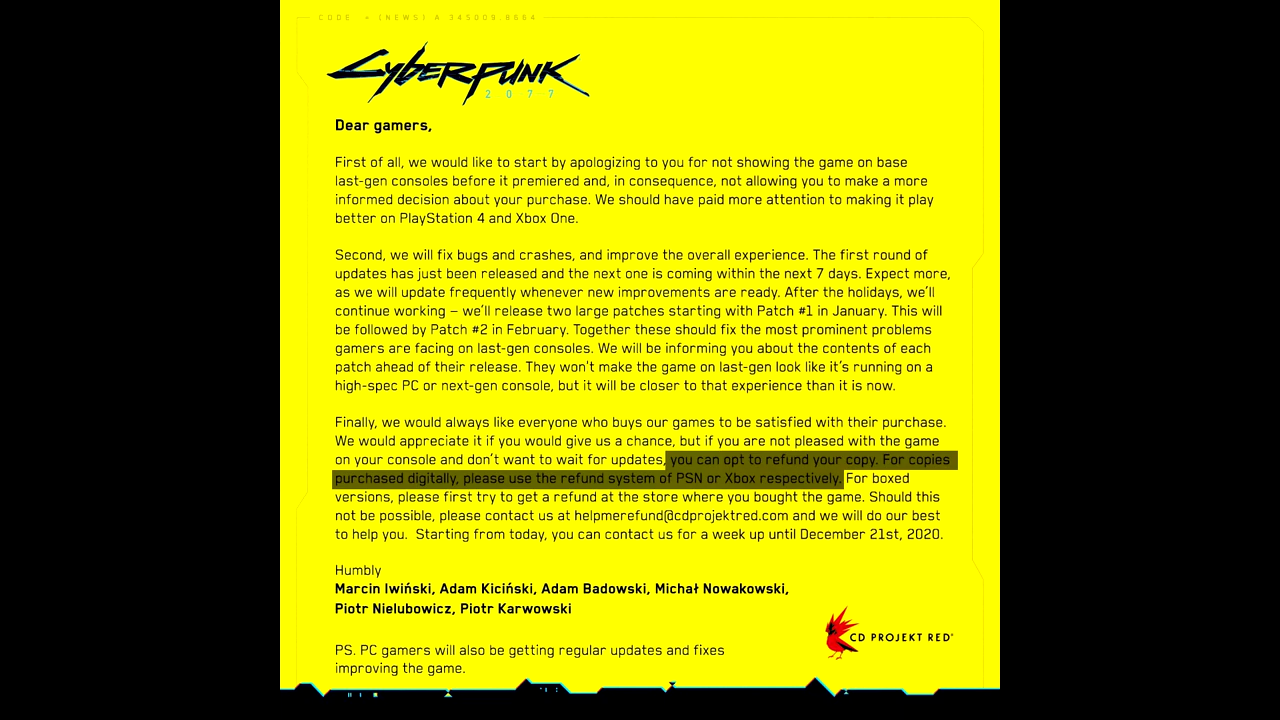 CODE < (NEWS) A 345009.8664
CYBERPUNK
2077
Dear gamers,
First of all, we would like to start by apologizing to you for not showing the game on base
last-gen consoles before it premiered and, in consequence, not allowing you to make a more
informed decision about your purchase. We should have paid more attention to making it play
better on PlayStation 4 and Xbox One.
Second, we will fix bugs and crashes, and improve the overall experience. The first round of
updates has just been released and the next one is coming within the next 7 days. Expect more,
as we will update frequently whenever new improvements are ready. After the holidays, we'll
continue working – we'll release two large patches starting with Patch #1 in January. This will
be followed by Patch #2 in February. Together these should fix the most prominent problems
gamers are facing on last-gen consoles. We will be informing you about the contents of each
patch ahead of their release. They won't make the game on last-gen look like it's running on a
high-spec PC or next-gen console, but it will be closer to that experience than it is now.
Finally, we would always like everyone who buys our games to be satisfied with their purchase.
We would appreciate it if you would give us a chance, but if you are not pleased with the game
on your console and don't want to wait for updates, you can opt to refund your copy. For copies
purchased digitally, please use the refund system of PSN or Xbox respectively. For boxed
versions, please first try to get a refund at the store where you bought the game. Should this
not be possible, please contact us at helpmerefund@cdprojektred.com and we will do our best
to help you. Starting from today, you can contact us for a week up until December 21st, 2020.
Humbly
Marcin Iwiński, Adam Kiciński, Adam Badowski, Michał Nowakowski,
Piotr Nielubowicz, Piotr Karwowski
CD PROJEKT RED®
PS. PC gamers will also be getting regular updates and fixes
improving the game.